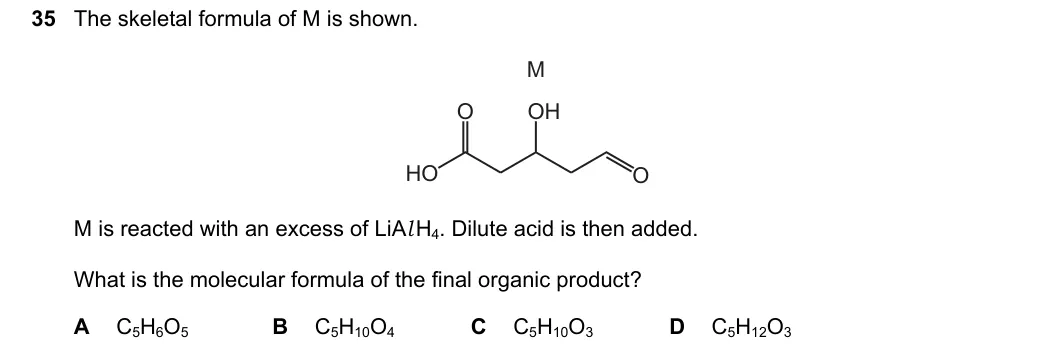 35 The skeletal formula of M is shown.
M
O OH
HO O
M is reacted with an excess of LiAlH₄. Dilute acid is then added.
What is the molecular formula of the final organic product?
A C₅H₆O₅ B C₅H₁₀O₄ C C₅H₁₀O₃ D C₅H₁₂O₃